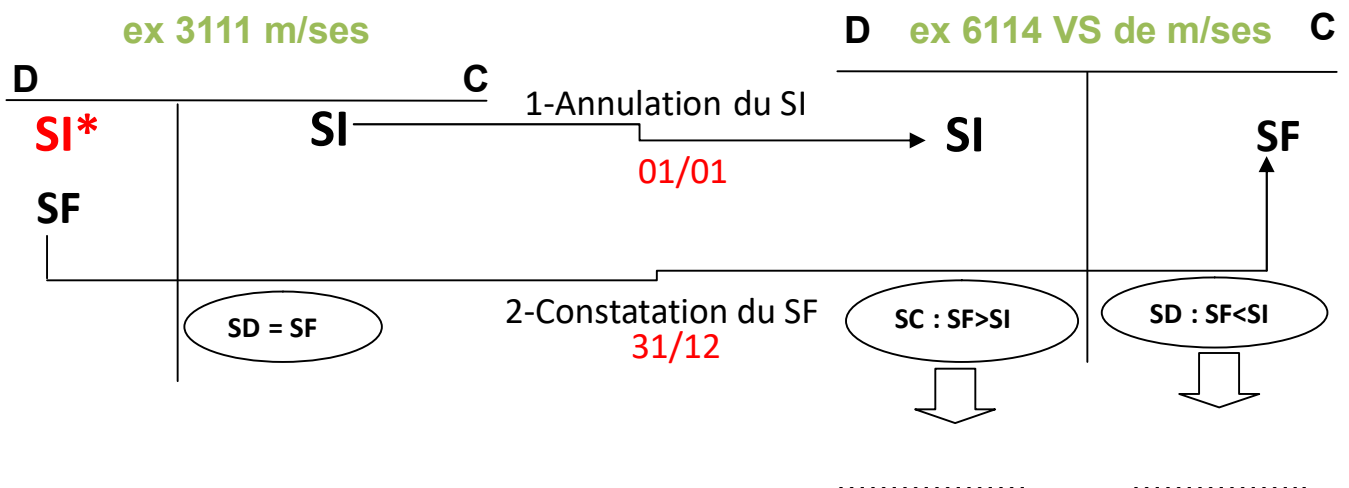 ex 3111 m/ses
D ex 6114 VS de m/ses C
D C
SI* SI
1-Annulation du SI
01/01
SI SF
SF
SD = SF
2-Constatation du SF
31/12
SC : SF>SI
SD : SF<SI